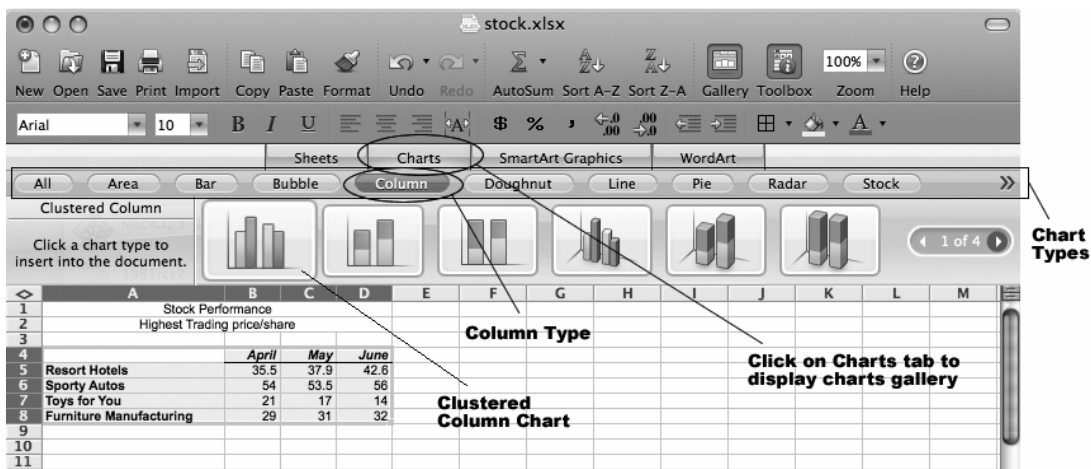 stock.xlsx
New Open Save Print Import Copy Paste Format Undo Redo AutoSum Sort A-Z Sort Z-A Gallery Toolbox 100% Zoom Help
Arial 10 B I U A $ % , .0 .00 .00 .0 A
Sheets Charts SmartArt Graphics WordArt
All Area Bar Bubble Column Doughnut Line Pie Radar Stock »
Clustered Column
Click a chart type to
insert into the document.
1 of 4
Chart
Types
A B C D E F G H I J K L M
1 Stock Performance
2 Highest Trading price/share
3
4 April May June
5 Resort Hotels 35.5 37.9 42.6
6 Sporty Autos 54 53.5 56
7 Toys for You 21 17 14
8 Furniture Manufacturing 29 31 32
9
10
11
Column Type
Click on Charts tab to
display charts gallery
Clustered
Column Chart